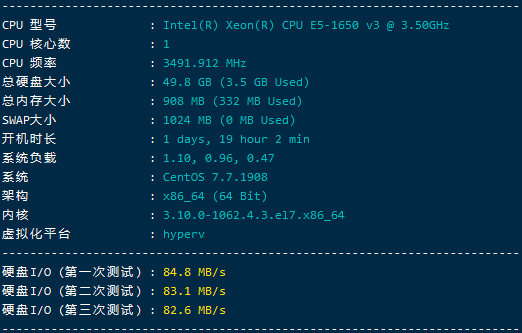 CPU 型号 : Intel(R) Xeon(R) CPU E5-1650 v3 @ 3.50GHz
CPU 核心数 : 1
CPU 频率 : 3491.912 MHz
总硬盘大小 : 49.8 GB (3.5 GB Used)
总内存大小 : 908 MB (332 MB Used)
SWAP大小 : 1024 MB (0 MB Used)
开机时长 : 1 days, 19 hour 2 min
系统负载 : 1.10, 0.96, 0.47
系统 : CentOS 7.7.1908
架构 : x86_64 (64 Bit)
内核 : 3.10.0-1062.4.3.el7.x86_64
虚拟化平台 : hyperv
硬盘I/O (第一次测试) : 84.8 MB/s
硬盘I/O (第二次测试) : 83.1 MB/s
硬盘I/O (第三次测试) : 82.6 MB/s